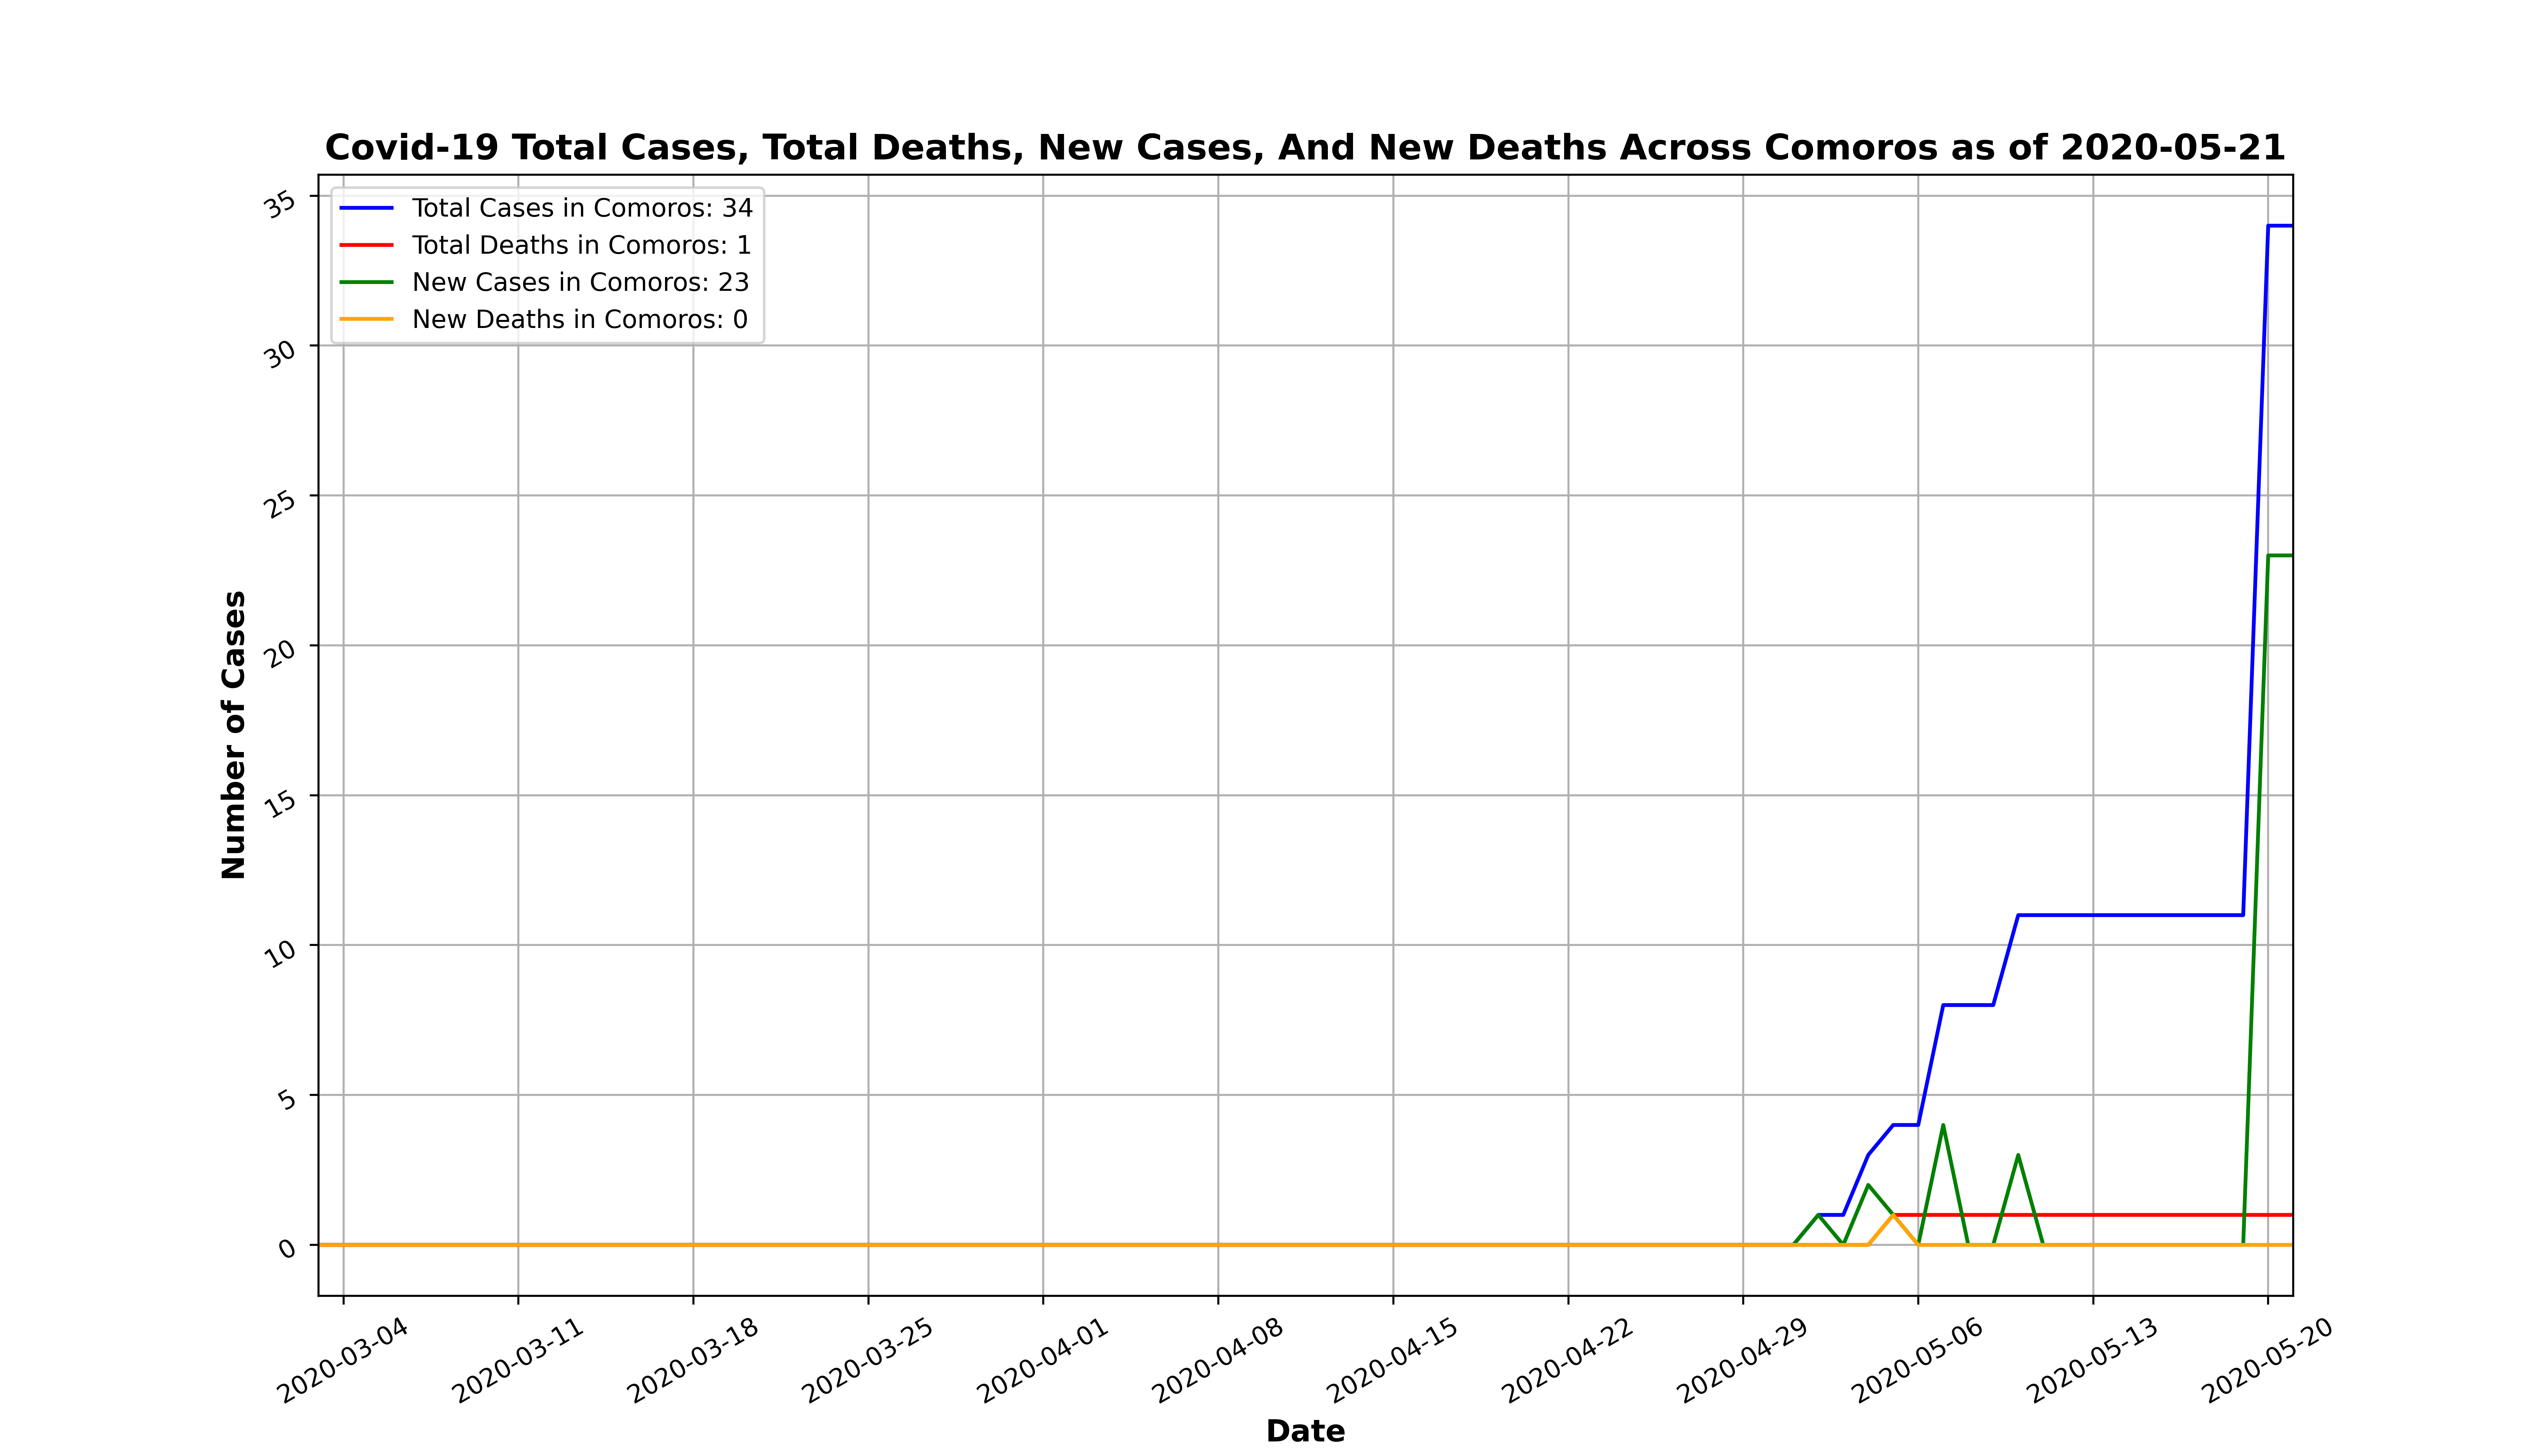 Covid-19 Total Cases, Total Deaths, New Cases, And New Deaths Across Comoros as of 2020-05-21
Total Cases in Comoros: 34
Total Deaths in Comoros: 1
New Cases in Comoros: 23
New Deaths in Comoros: 0
Number of Cases
35
30
25
20
15
10
5
0
2020-03-04
2020-03-11
2020-03-18
2020-03-25
2020-04-01
2020-04-08
2020-04-15
2020-04-22
2020-04-29
2020-05-06
2020-05-13
2020-05-20
Date